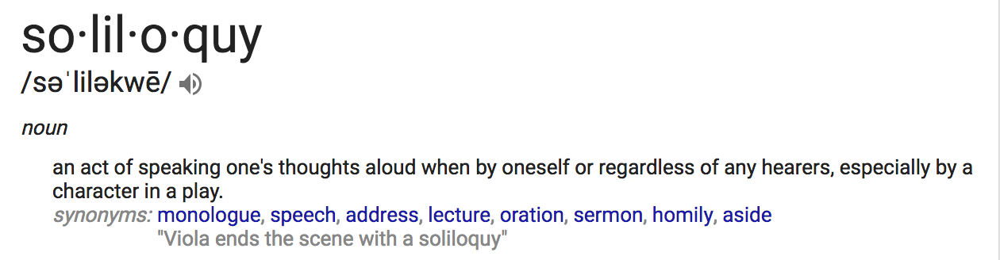 so·lil·o·quy
/səˈliləkwē/
noun
an act of speaking one's thoughts aloud when by oneself or regardless of any hearers, especially by a
character in a play.
synonyms: monologue, speech, address, lecture, oration, sermon, homily, aside
"Viola ends the scene with a soliloquy"